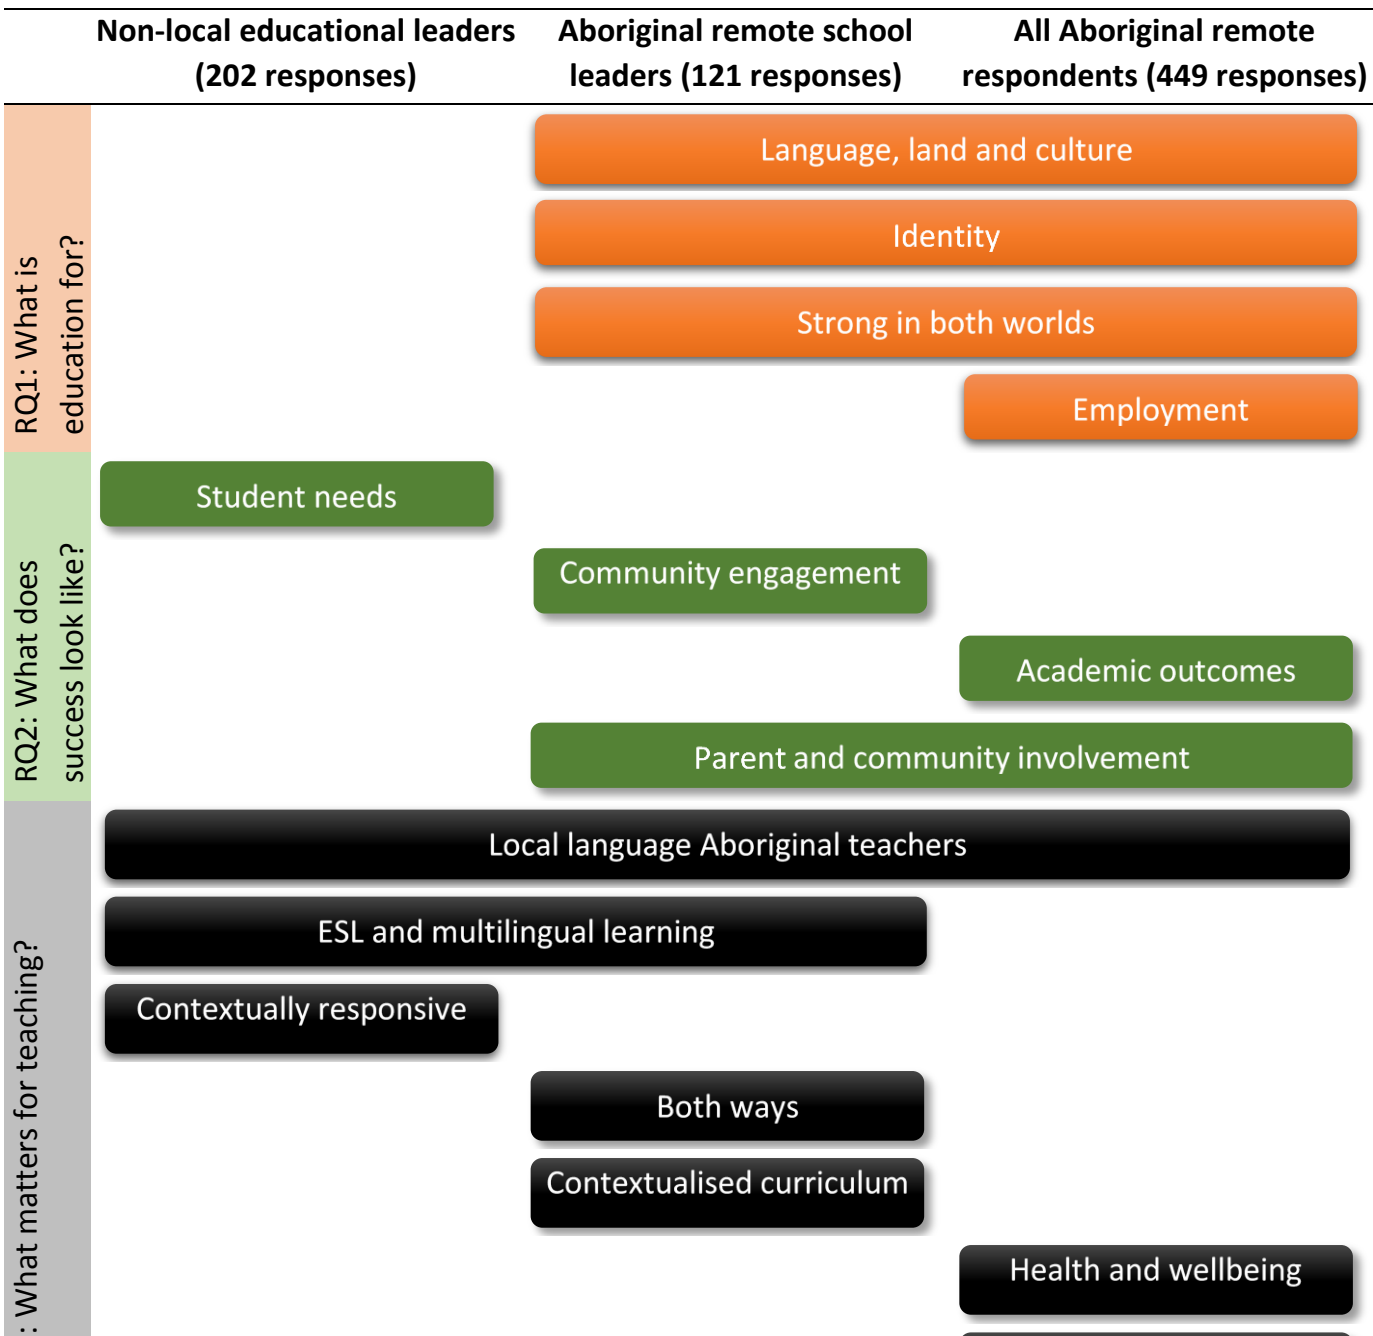 Non-local educational leaders
(202 responses)
Aboriginal remote school
leaders (121 responses)
All Aboriginal remote
respondents (449 responses)
RQ1: What is
education for?
Language, land and culture
Identity
Strong in both worlds
Employment
RQ2: What does
success look like?
Student needs
Community engagement
Academic outcomes
Parent and community involvement
: What matters for teaching?
Local language Aboriginal teachers
ESL and multilingual learning
Contextually responsive
Both ways
Contextualised curriculum
Health and wellbeing